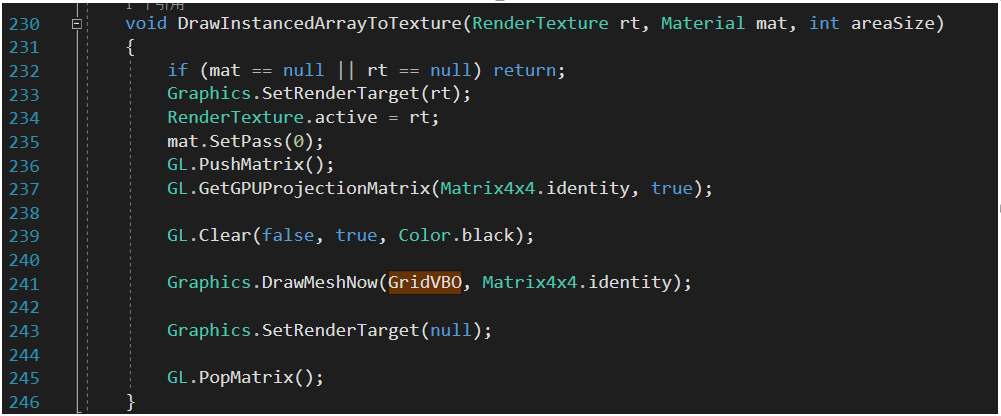 1 个引用
230 void DrawInstancedArrayToTexture(RenderTexture rt, Material mat, int areaSize)
231 {
232 if (mat == null || rt == null) return;
233 Graphics.SetRenderTarget(rt);
234 RenderTexture.active = rt;
235 mat.SetPass(0);
236 GL.PushMatrix();
237 GL.GetGPUProjectionMatrix(Matrix4x4.identity, true);
238
239 GL.Clear(false, true, Color.black);
240
241 Graphics.DrawMeshNow(GridVBO, Matrix4x4.identity);
242
243 Graphics.SetRenderTarget(null);
244
245 GL.PopMatrix();
246 }